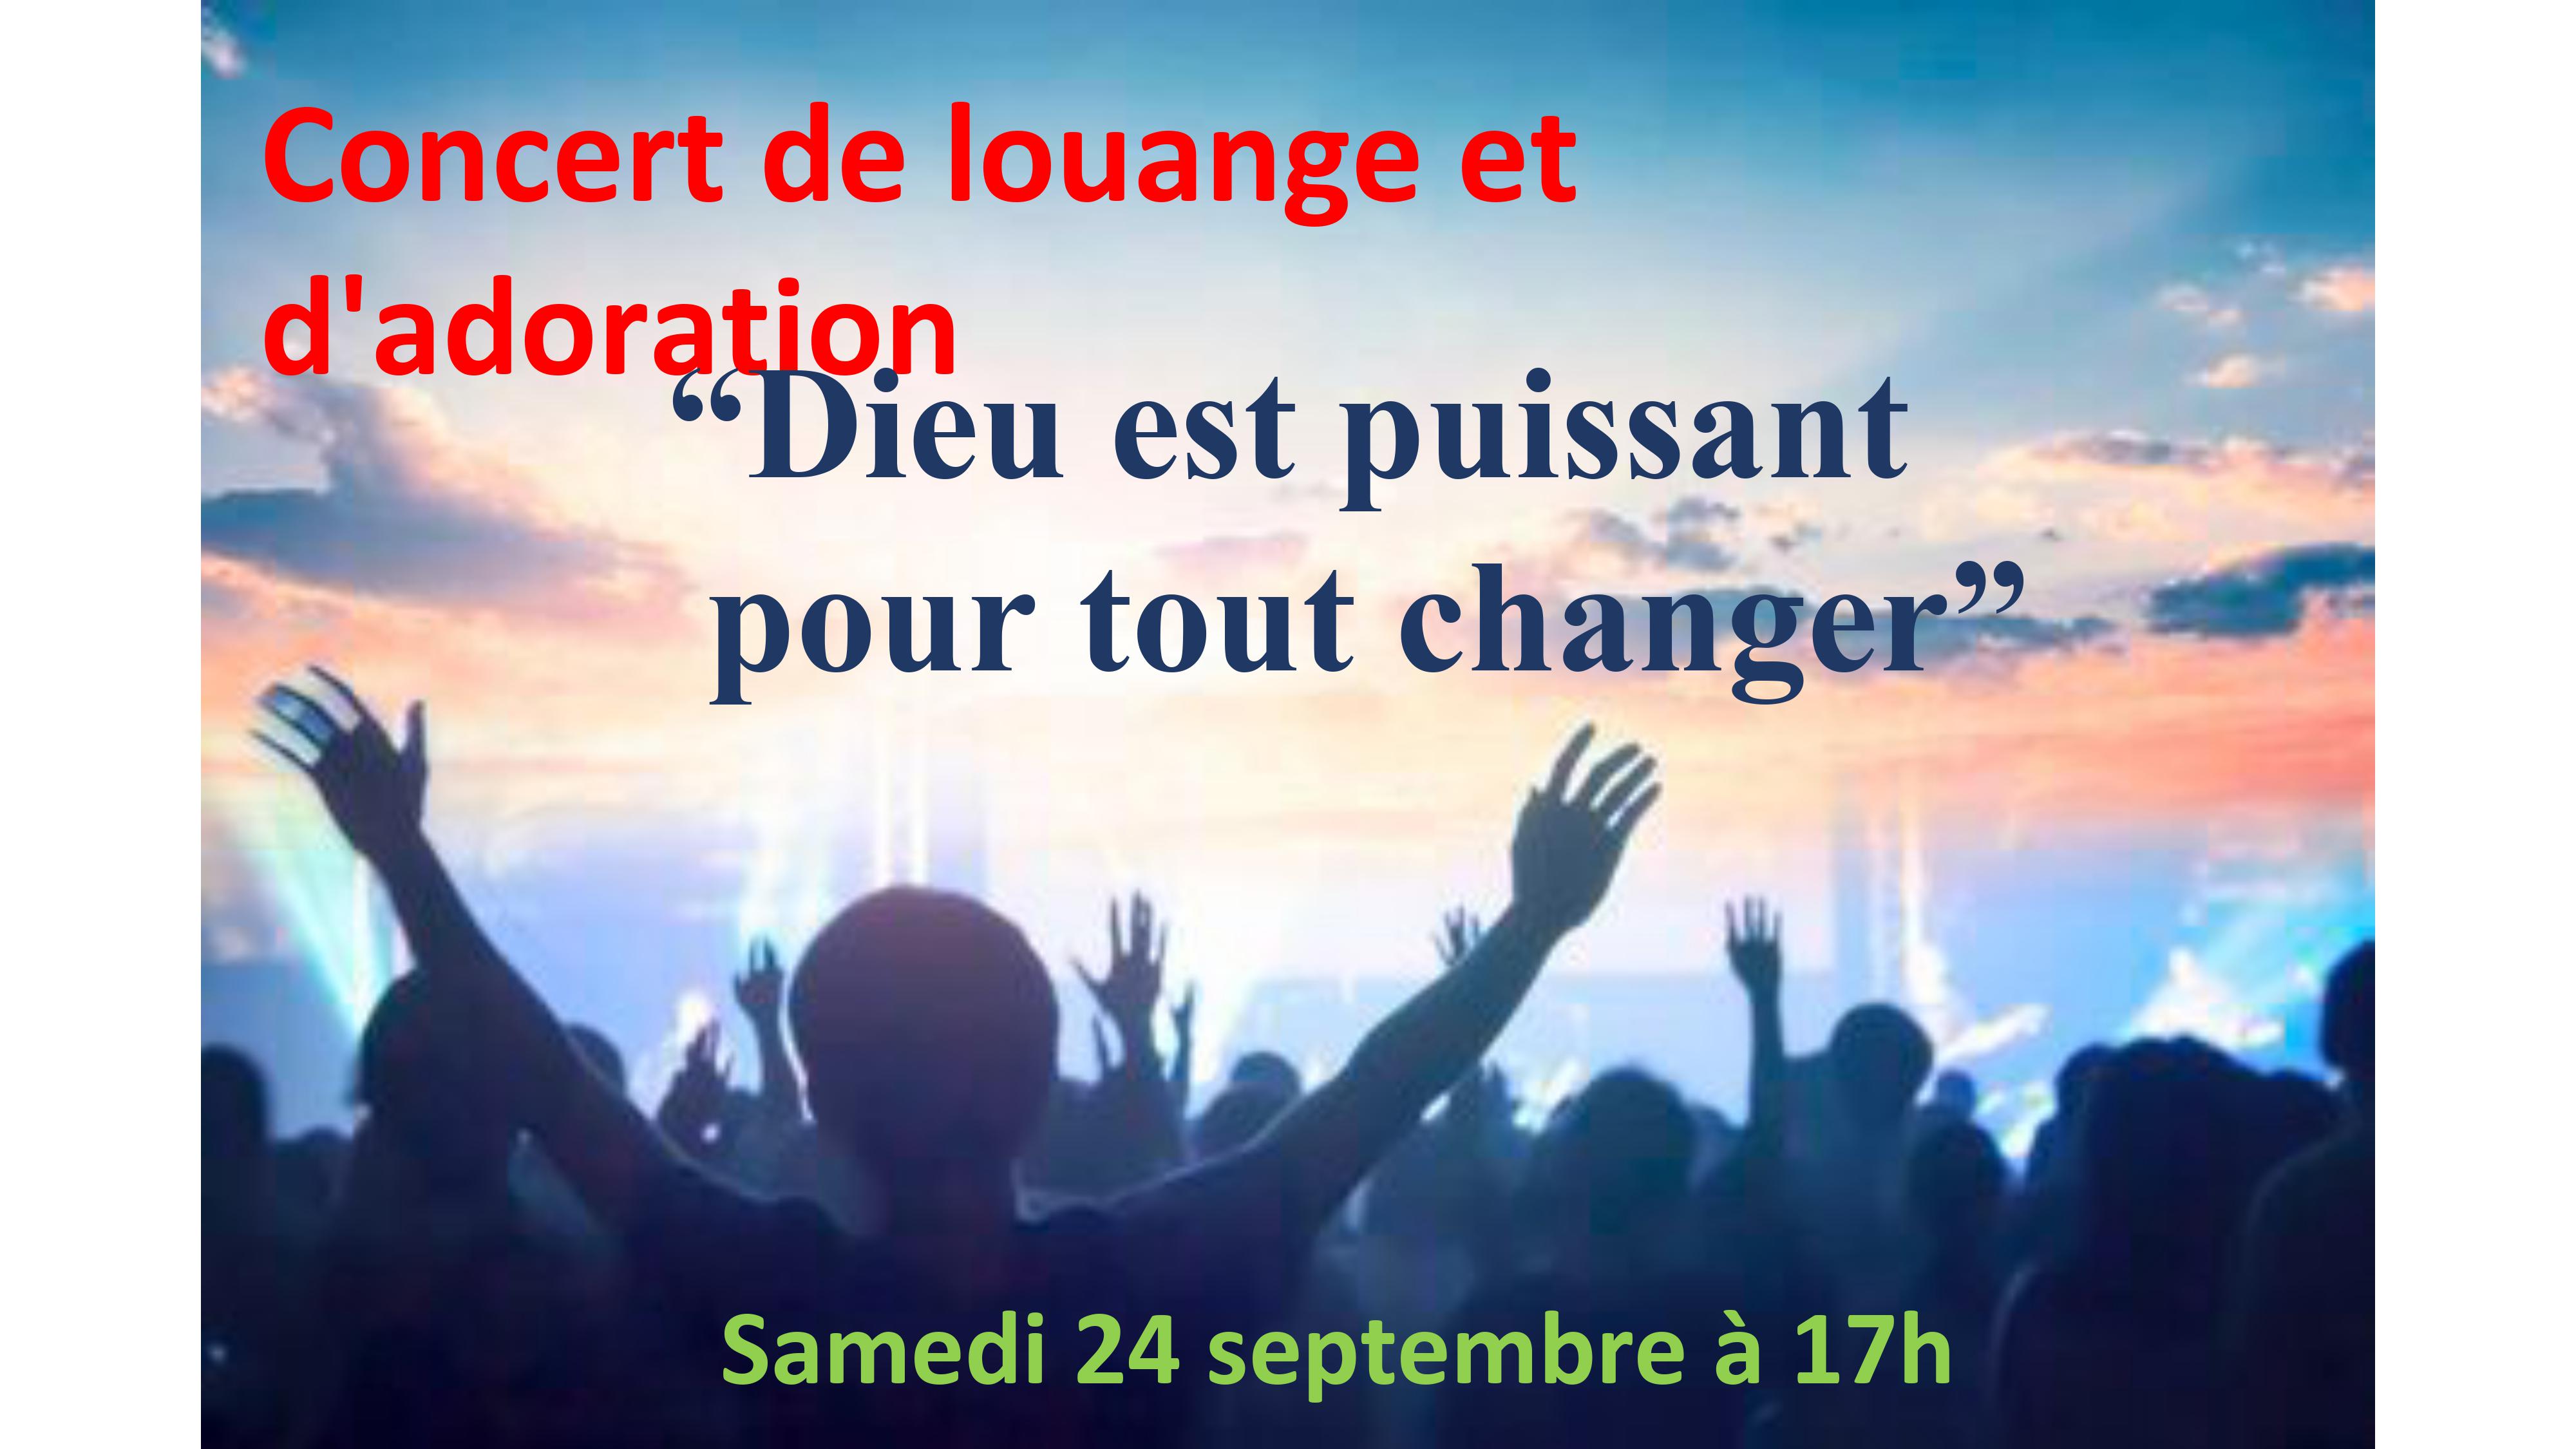 Concert de louange et
d'adoration
“Dieu est puissant
pour tout changer”
Samedi 24 septembre à 17h